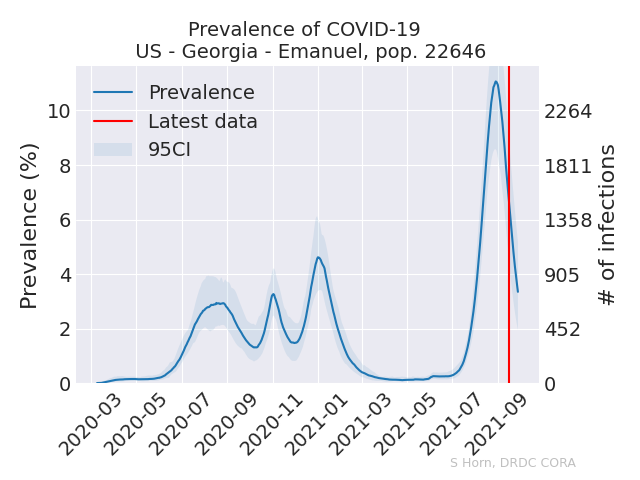 Prevalence of COVID-19
US - Georgia - Emanuel, pop. 22646
Prevalence
Latest data
95CI
Prevalence (%)
10
8
6
4
2
0
2264
1811
1358
905
452
0
# of infections
2020-03
2020-05
2020-07
2020-09
2020-11
2021-01
2021-03
2021-05
2021-07
2021-09
S Horn, DRDC CORA